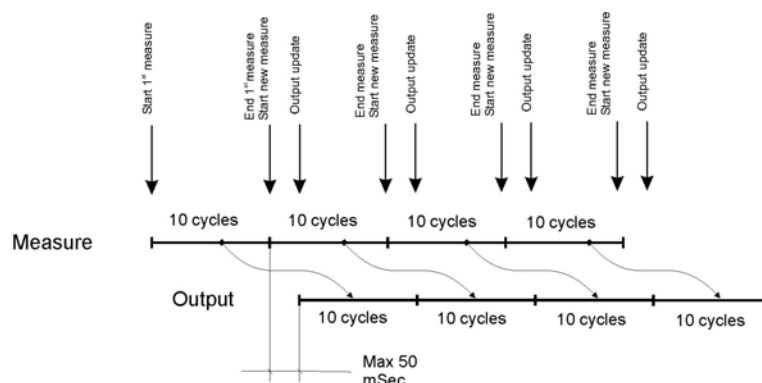 Start 1st measure
End 1st measure
Start new measure
Output update
End measure
Start new measure
Output update
End measure
Start new measure
Output update
End measure
Start new measure
Output update
Measure
10 cycles
10 cycles
10 cycles
10 cycles
Output
10 cycles
10 cycles
10 cycles
10 cycles
Max 50
mSec